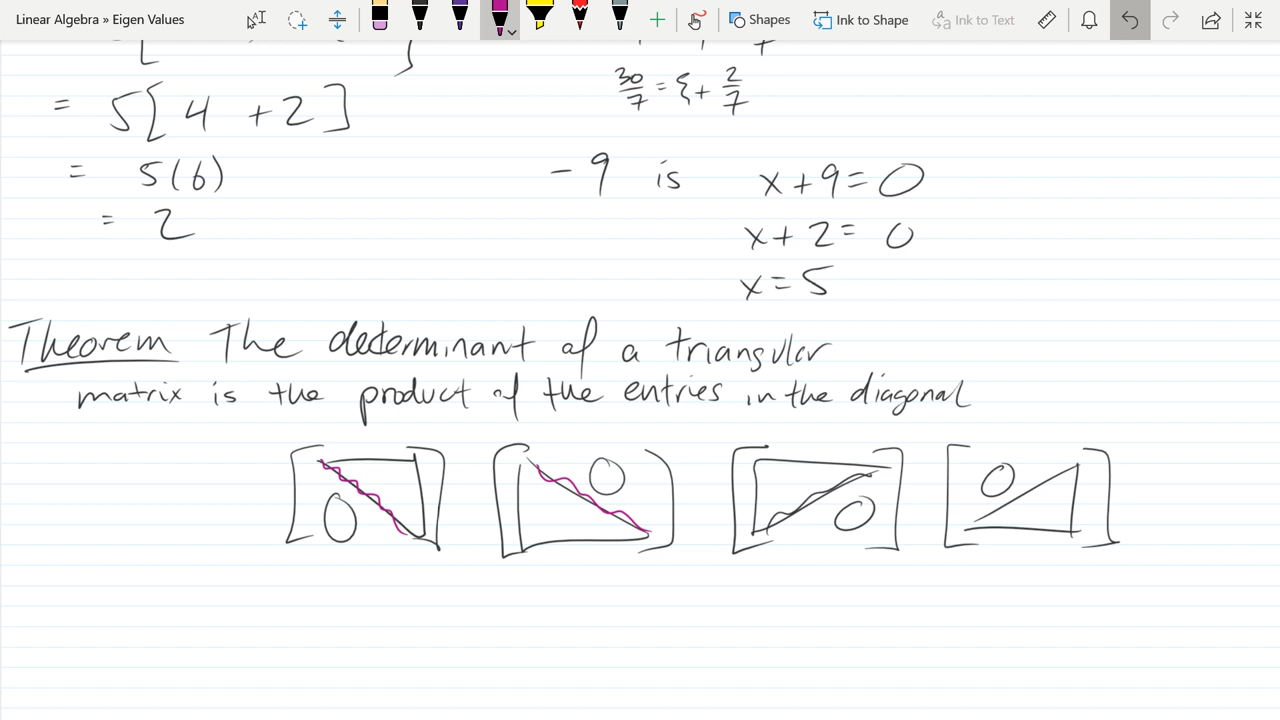 Linear Algebra » Eigen Values
Shapes
Ink to Shape
Ink to Text
= 5[4 +2]
= 5(6)
= 2
30/7 = { + 2/7
-9 is x+9=0
x+2=0
x=5
Theorem The determinant of a triangular
matrix is the product of the entries in the diagonal
0 0 0 0